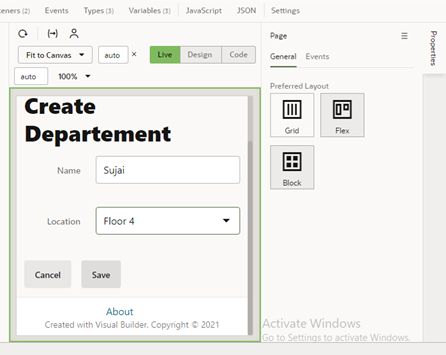 eners (2) Events Types (3) Variables (3) JavaScript JSON Settings
Fit to Canvas auto × Live Design Code
auto 100%
Create
Departement
Name Sujai
Location Floor 4
Cancel Save
About
Created with Visual Builder. Copyright © 2021
Page
General Events
Preferred Layout
Grid Flex
Block
Properties
Activate Windows
Go to Settings to activate Windows.